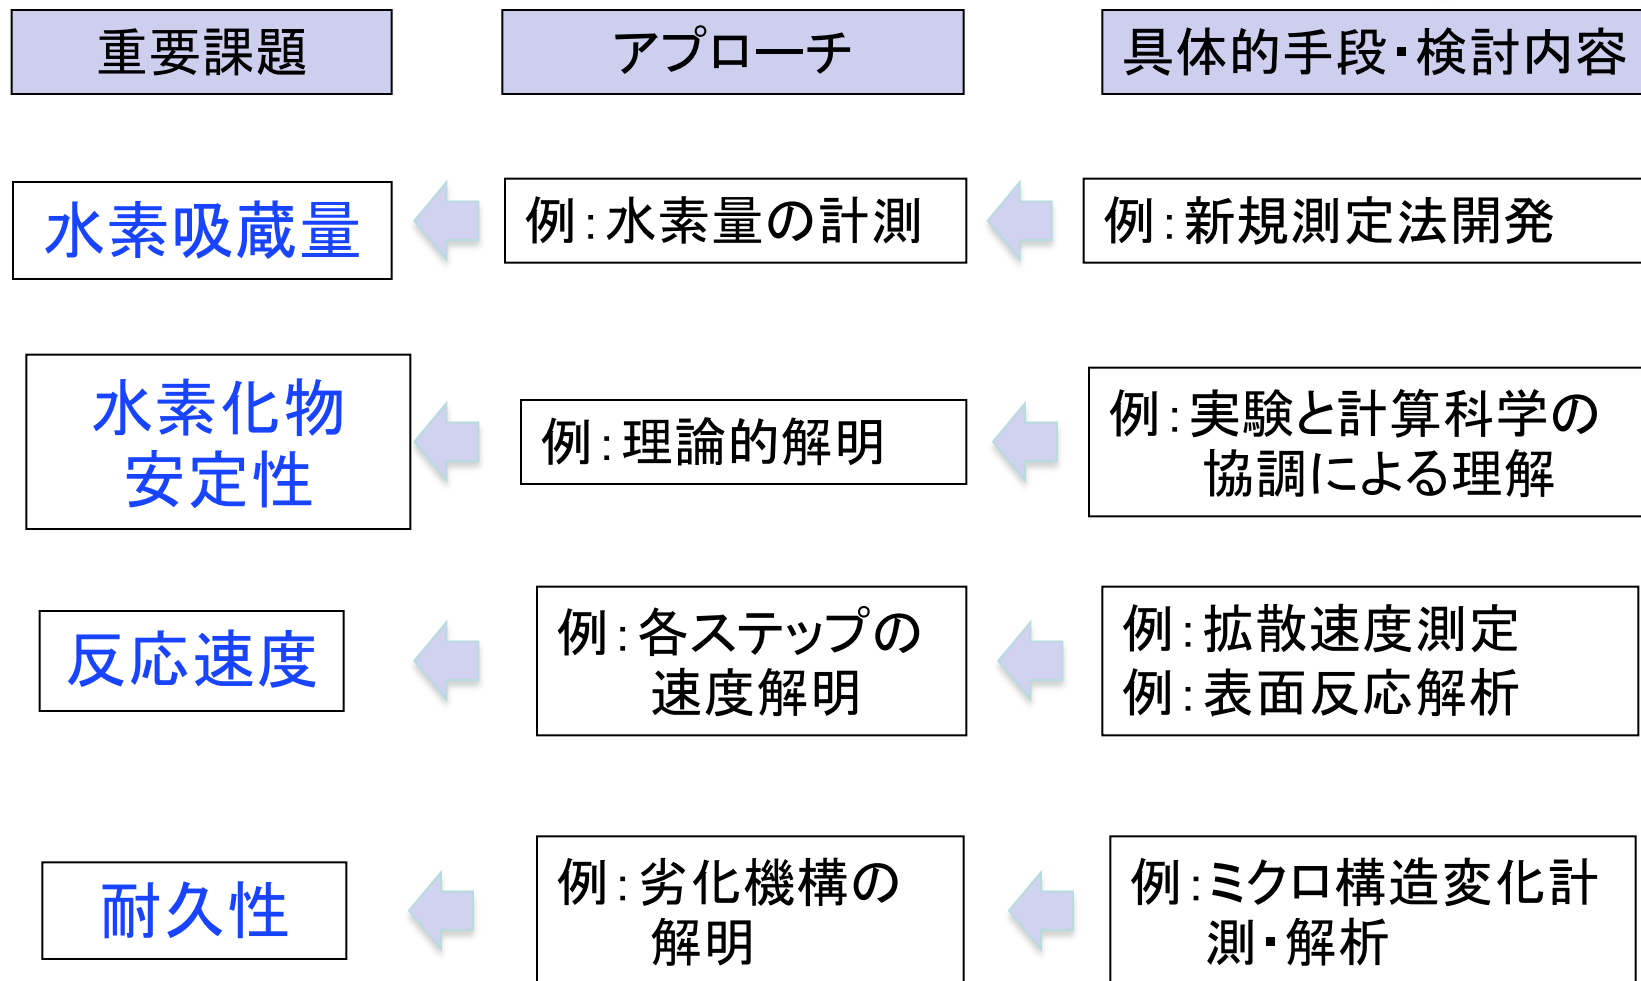 重要課題
アプローチ
具体的手段・検討内容
水素吸蔵量
例：水素量の計測
例：新規測定法開発
水素化物
安定性
例：理論的解明
例：実験と計算科学の
協調による理解
反応速度
例：各ステップの
速度解明
例：拡散速度測定
例：表面反応解析
耐久性
例：劣化機構の
解明
例：ミクロ構造変化計
測・解析